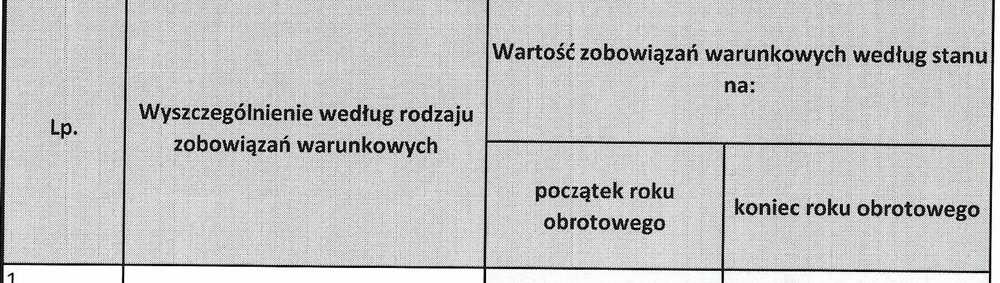 Lp.
Wyszczególnienie według rodzaju
zobowiązań warunkowych
Wartość zobowiązań warunkowych według stanu
na:
początek roku
obrotowego
koniec roku obrotowego
1